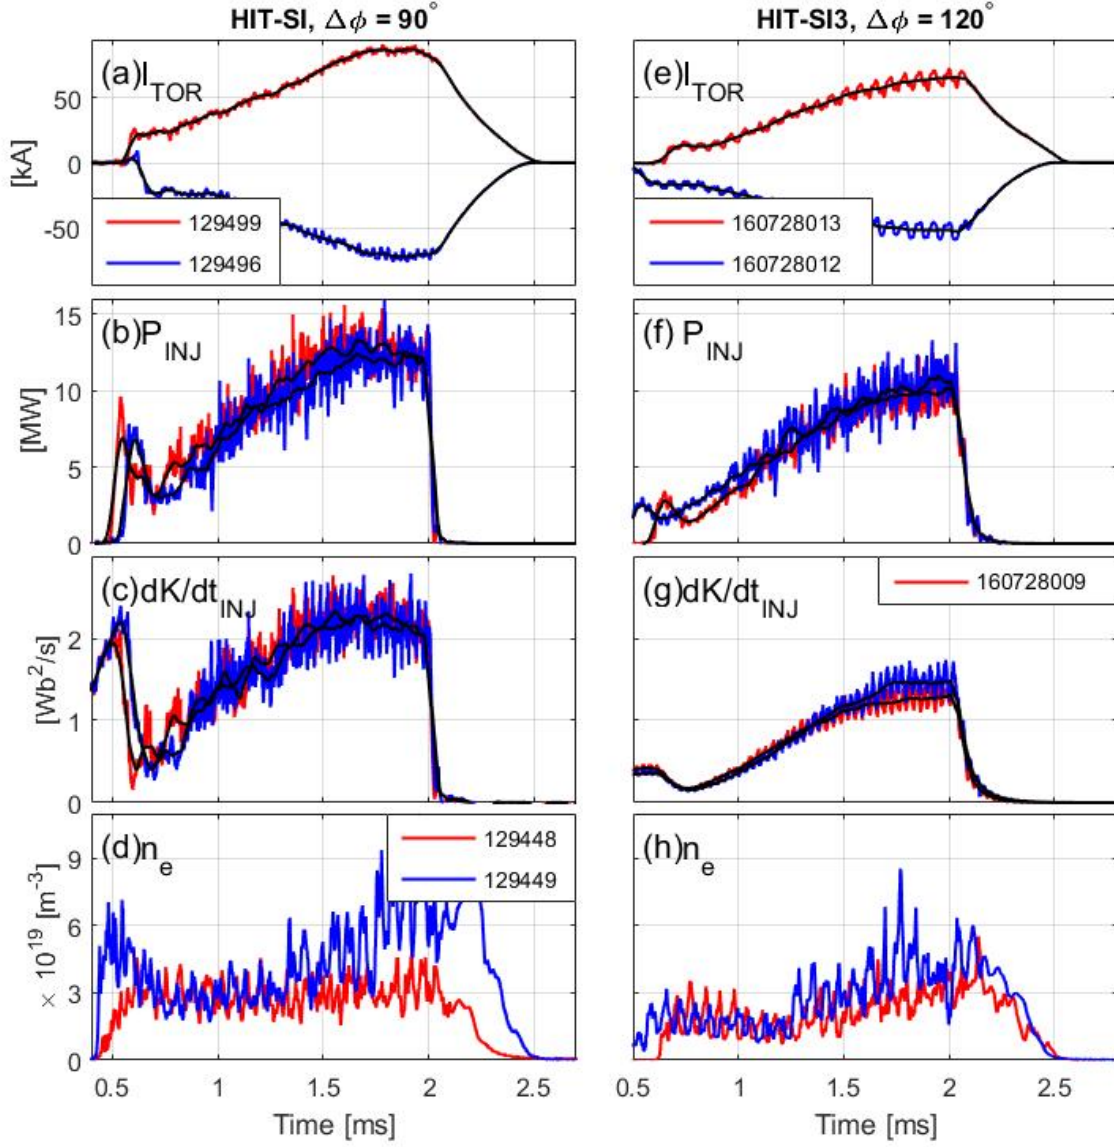 HIT-SI, Δϕ = 90°
(a)I_TOR
50
0
-50
[kA]
129499
129496
(b)P_INJ
15
10
5
0
[MW]
(c)dK/dt_INJ
2
1
0
[Wb²/s]
(d)n_e
129448
129449
9
6
3
0
× 10¹⁹ [m⁻³]
0.5 1 1.5 2 2.5
Time [ms]
HIT-SI3, Δϕ = 120°
(e)I_TOR
160728013
160728012
(f) P_INJ
(g)dK/dt_INJ
160728009
(h)n_e
0.5 1 1.5 2 2.5
Time [ms]